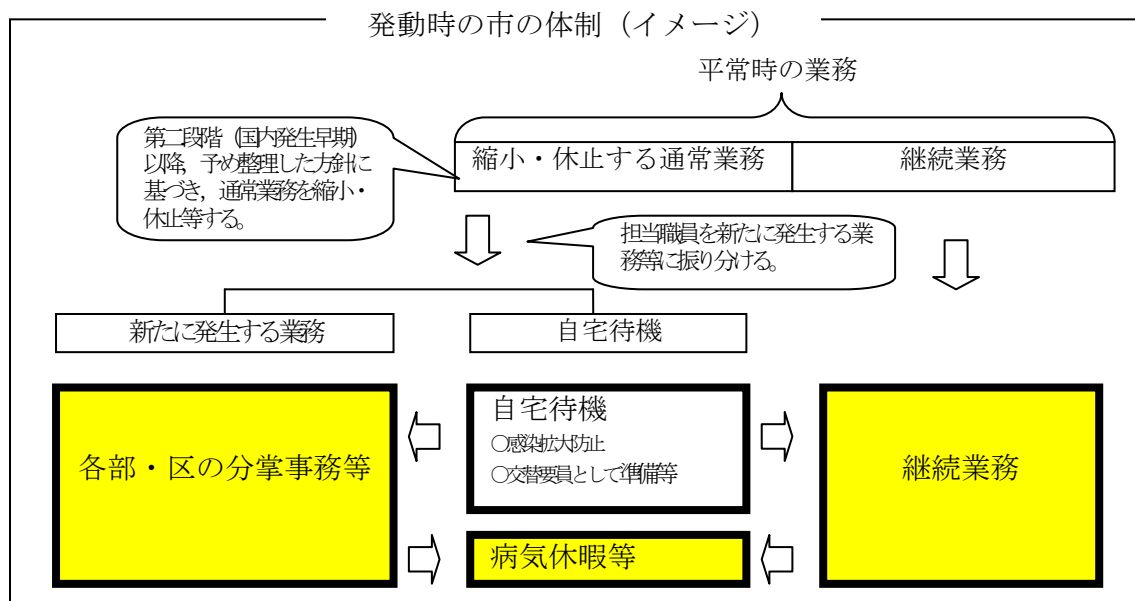 発動時の市の体制（イメージ）
平常時の業務
第二段階（国内発生早期）
以降，予め整理した方針に
基づき，通常業務を縮小・
休止等する。
縮小・休止する通常業務
継続業務
担当職員を新たに発生する業
務等に振り分ける。
新たに発生する業務
自宅待機
各部・区の分掌事務等
自宅待機
○感染拡大防止
○交替要員として準備等
継続業務
病気休暇等